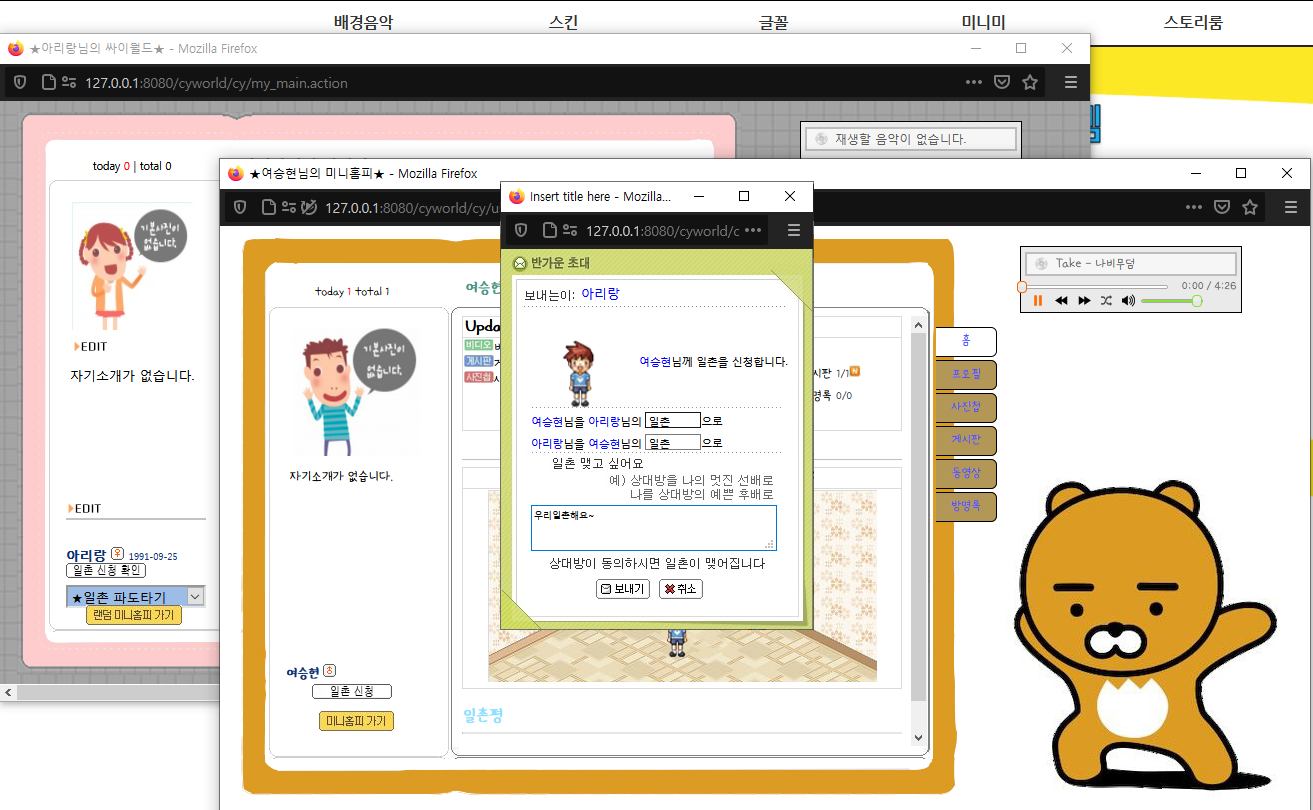 배경음악 스킨 글꼴 미니미 스토리룸
★아리랑님의 싸이월드★ - Mozilla Firefox
127.0.0.1:8080/cyworld/cy/my_main.action
재생할 음악이 없습니다.
today 0 | total 0
기본사진이
없습니다.
EDIT
자기소개가 없습니다.
EDIT
아리랑 1991-09-25
일촌 신청 확인
★일촌 파도타기
랜덤 미니홈피 가기
★여승현님의 미니홈피★ - Mozilla Firefox
127.0.0.1:8080/cyworld/cy/u
Take - 나비무덤
0:00 / 4:26
today 1 total 1
여승현
기본사진이
없습니다.
자기소개가 없습니다.
여승현
일촌 신청
미니홈피 가기
Upda
비디오
게시판
사진첩
시판 1/1 N
명록 0/0
일촌평
홈
프로필
사진첩
게시판
동영상
방명록
Insert title here - Mozilla...
127.0.0.1:8080/cyworld/c
반가운 초대
보내는이: 아리랑
여승현님께 일촌을 신청합니다.
여승현님을 아리랑님의 일촌 으로
아리랑님을 여승현님의 일촌 으로
일촌 맺고 싶어요
예) 상대방을 나의 멋진 선배로
나를 상대방의 예쁜 후배로
우리일촌해요~
상대방이 동의하시면 일촌이 맺어집니다
보내기 취소